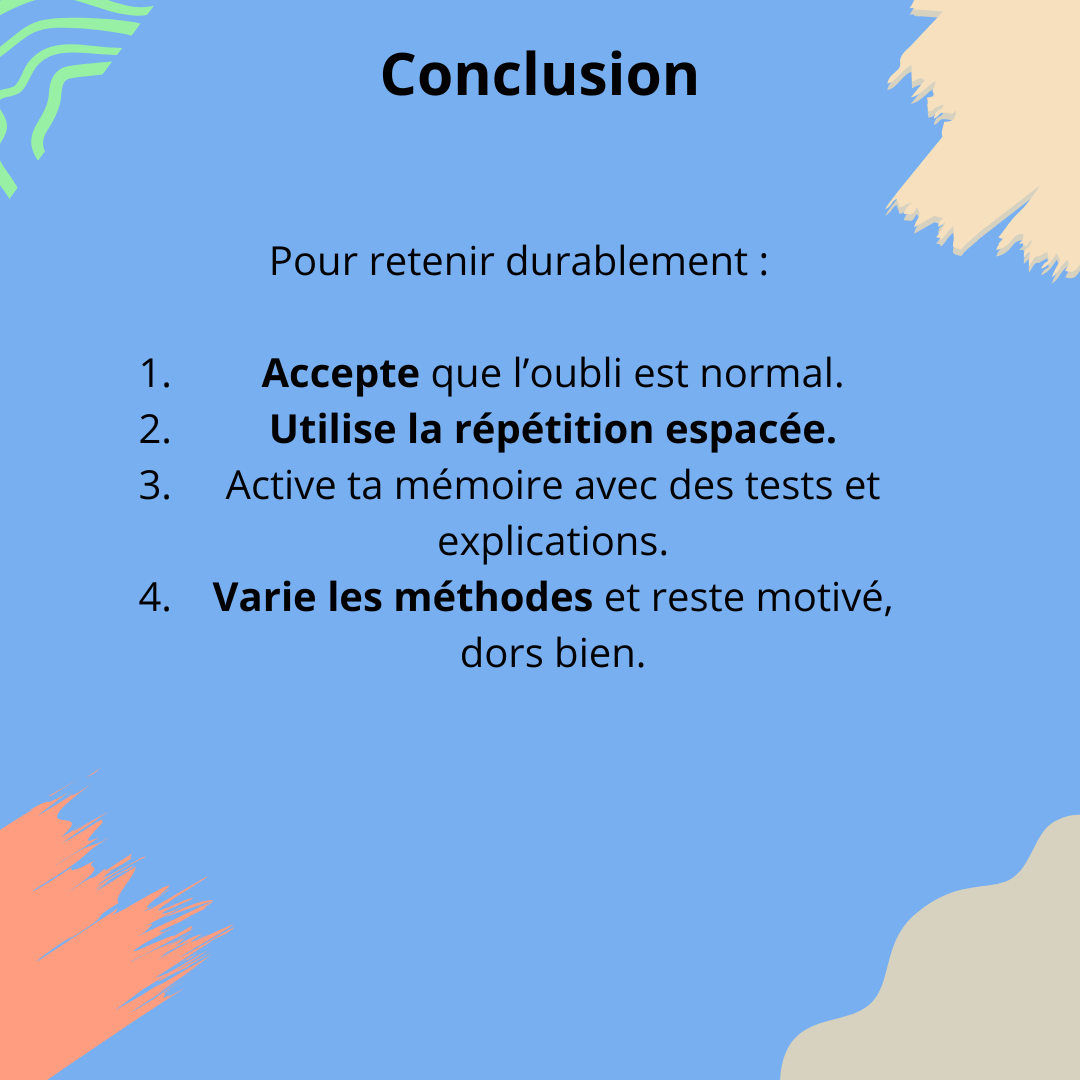 Conclusion
Pour retenir durablement :
1. Accepte que l’oubli est normal.
2. Utilise la répétition espacée.
3. Active ta mémoire avec des tests et
explications.
4. Varie les méthodes et reste motivé,
dors bien.